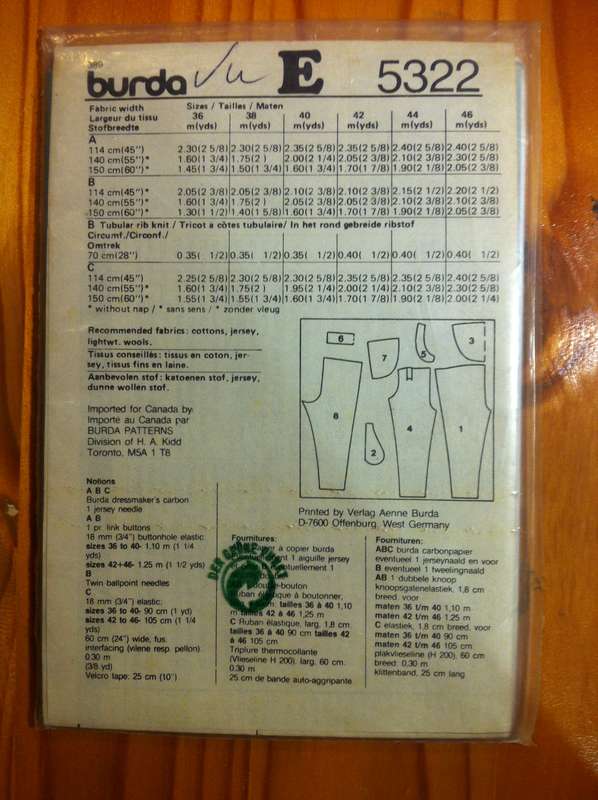 389
burda E 5322
Fabric width Sizes / Tailles / Maten
Largeur du tissu 36 38 40 42 44 46
Stofbreedte m(yds) m(yds) m(yds) m(yds) m(yds) m(yds)
A
114 cm(45") 2.30(2 5/8) 2.30(2 5/8) 2.35(2 5/8) 2.35(2 5/8) 2.40(2 5/8) 2.40(2 5/8)
140 cm(55")* 1.60(1 3/4) 1.75(2 ) 2.00(2 1/4) 2.05(2 3/8) 2.10(2 3/8) 2.30(2 5/8)
150 cm(60")* 1.45(1 3/4) 1.50(1 3/4) 1.60(1 3/4) 1.70(1 7/8) 1.90(2 1/8) 2.05(2 3/8)
B
114 cm(45")* 2.05(2 3/8) 2.05(2 3/8) 2.10(2 3/8) 2.10(2 3/8) 2.15(2 1/2) 2.20(2 1/2)
140 cm(55")* 1.60(1 3/4) 1.75(2 ) 2.05(2 3/8) 2.05(2 3/8) 2.10(2 3/8) 2.10(2 3/8)
150 cm(60")* 1.30(1 1/2) 1.40(1 5/8) 1.60(1 3/4) 1.70(1 7/8) 1.90(2 1/8) 2.05(2 3/8)
B Tubular rib knit / Tricot a côtes tubulaire / In het rond gebreide ribstof
Circumf./Circonf./
Omtrek
70 cm(28") 0.35( 1/2) 0.35( 1/2) 0.35( 1/2) 0.40( 1/2) 0.40( 1/2) 0.40( 1/2)
C
114 cm(45") 2.25(2 5/8) 2.30(2 5/8) 2.30(2 5/8) 2.35(2 5/8) 2.35(2 5/8) 2.40(2 5/8)
140 cm(55")* 1.60(1 3/4) 1.75(2 ) 1.95(2 1/4) 2.00(2 1/4) 2.10(2 3/8) 2.30(2 5/8)
150 cm(60")* 1.55(1 3/4) 1.55(1 3/4) 1.60(1 3/4) 1.70(1 7/8) 1.90(2 1/8) 2.00(2 1/4)
* without nap / * sans sens / * zonder vleug
Recommended fabrics: cottons, jersey,
lightwt. wools.
Tissus conseillés: tissus en coton, jer-
sey, tissus fins en laine.
Aanbevolen stof: katoenen stof, jersey,
dunne wollen stof.
6 7 5 3
8 2 4 1
Imported for Canada by
Importe au Canada par
BURDA PATTERNS
Division of H. A. Kidd
Toronto, M5A 1 T8
Printed by Verlag Aenne Burda
D-7600 Offenburg, West Germany
Notions
A B C
Burda dressmaker's carbon
1 jersey needle
A B
1 pr. link buttons
18 mm (3/4") buttonhole elastic
sizes 36 to 40- 1,10 m (1 1/4
yds)
sizes 42+46- 1.25 m (1 1/2 yds)
B
Twin ballpoint needles
C
18 mm (3/4") elastic:
sizes 36 to 40- 90 cm (1 yd)
sizes 42 to 46- 105 cm (1 1/4
yd)
60 cm (24") wide, fus.
interfacing (vilene resp. pellon)
0.30 m
(3/8 yd)
Velcro tape: 25 cm (10")
DER GRÜNE PUNKT
Fournitures:
à copier burda
1 aiguille jersey
1
bouton
élastique à boutonner,
tailles 36 à 40 1,10
m tailles 42 à 46 1,25 m
C Ruban élastique, larg. 1,8 cm
tailles 36 à 40 90 cm tailles 42
à 46 105 cm
Triplure thermocollante
(Vlieseline H 200). larg. 60 cm.
0.30 m
25 cm de bande auto-agrippante
Fournituren:
ABC burda carbonpapier
eventueel 1 jerseynaald en voor
B eventueel 1 tweelingnaald
AB 1 dubbele knoop
knoopsgatenelastiek, 1,8 cm
breed voor
maten 36 t/m 40 1,10 m
maten 42 t/m 46 1,25 m
C elastiek, 1,8 cm breed. voor
maten 36 t/m 40 90 cm
maten 42 t/m 46 105 cm
plakvlieseline (H 200). 60 cm
breed: 0,30 m
klittenband, 25 cm lang